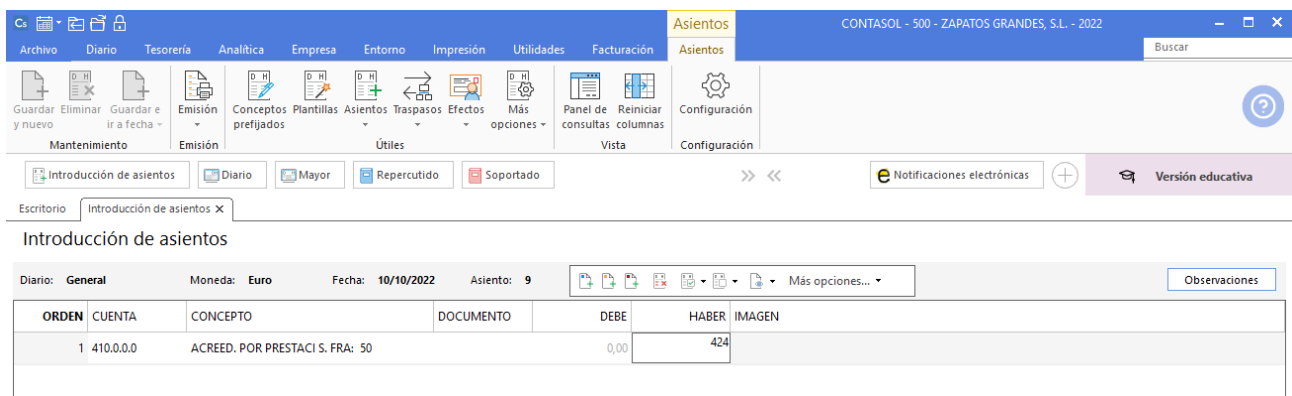 Cs Asientos CONTASOL - 500 - ZAPATOS GRANDES, S.L. - 2022
Archivo Diario Tesorería Analítica Empresa Entorno Impresión Utilidades Facturación Asientos Buscar
Guardar y nuevo Eliminar Guardar e ir a fecha Emisión Conceptos prefijados Plantillas Asientos Traspasos Efectos Más opciones Panel de consultas Reiniciar columnas Configuración
Mantenimiento Emisión Útiles Vista Configuración
Introducción de asientos Diario Mayor Repercutido Soportado Notificaciones electrónicas Versión educativa
Escritorio Introducción de asientos
Introducción de asientos
Diario: General Moneda: Euro Fecha: 10/10/2022 Asiento: 9 Más opciones... Observaciones
ORDEN CUENTA CONCEPTO DOCUMENTO DEBE HABER IMAGEN
1 410.0.0.0 ACREED. POR PRESTACI S. FRA: 50 0,00 424